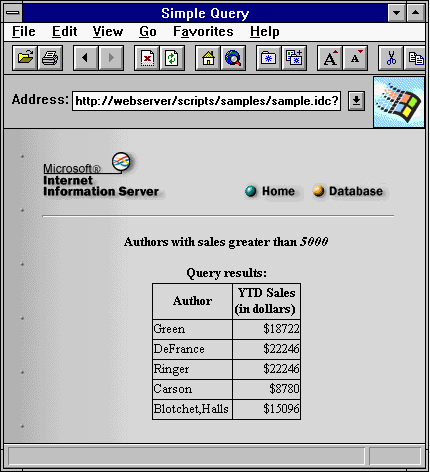 Simple Query
File Edit View Go Favorites Help
A A
Address: http://webserver/scripts/samples/sample.idc?
Microsoft®
Internet
Information Server
Home Database
Authors with sales greater than 5000
Query results:
Author YTD Sales
(in dollars)
Green $18722
DeFrance $22246
Ringer $22246
Carson $8780
Blotchet,Halls $15096